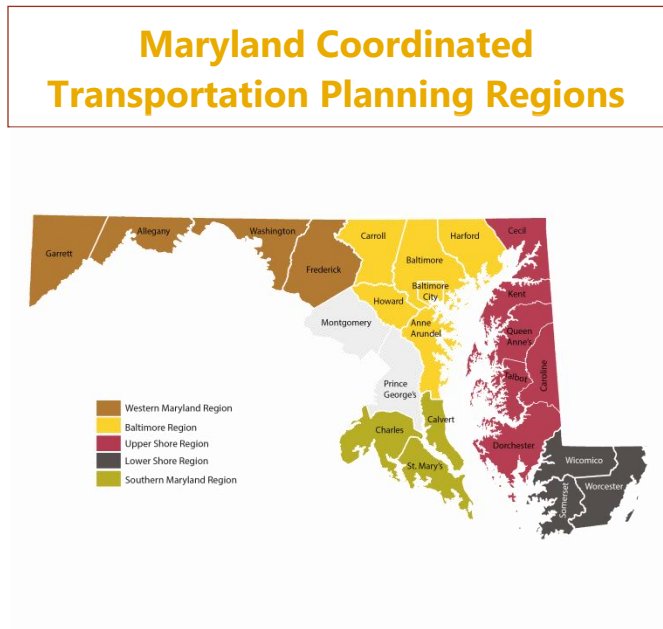 Maryland Coordinated
Transportation Planning Regions
Garrett
Allegany
Washington
Frederick
Carroll
Baltimore
Harford
Cecil
Baltimore
City
Howard
Kent
Montgomery
Anne
Arundel
Queen
Anne's
Talbot
Caroline
Prince
George's
Calvert
Charles
St. Mary's
Dorchester
Wicomico
Somerset
Worcester
Western Maryland Region
Baltimore Region
Upper Shore Region
Lower Shore Region
Southern Maryland Region